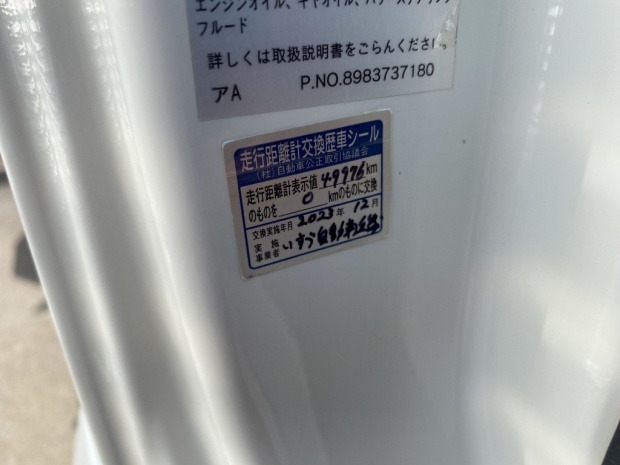 エンジンオイル、ギヤオイル、パワーステアリング
フルード
詳しくは取扱説明書をごらんください。
アA P.NO.8983737180
走行距離計交換歴車シール
(社)自動車公正取引協議会
走行距離計表示値 49976 km
のものを 0 kmのものに交換
交換実施年月 2023 年 12 月
実施
事業者 いすゞ自動車